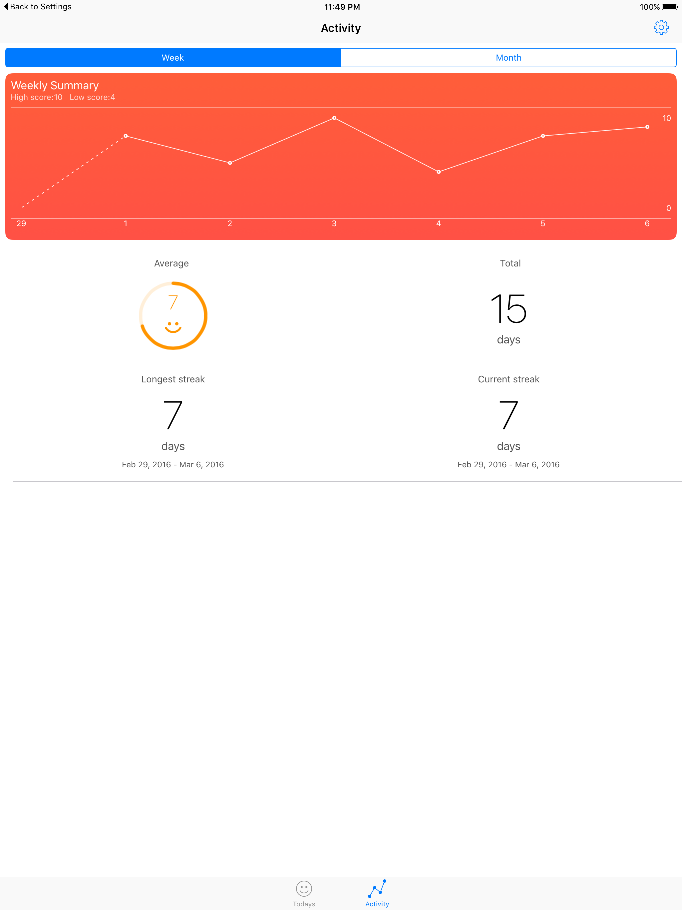 Back to Settings 11:49 PM 100%
Activity
Week Month
Weekly Summary
High score:10 Low score:4
10
0
29 1 2 3 4 5 6
Average Total
7 15
days
Longest streak Current streak
7 7
days days
Feb 29, 2016 - Mar 6, 2016 Feb 29, 2016 - Mar 6, 2016
Todays Activity